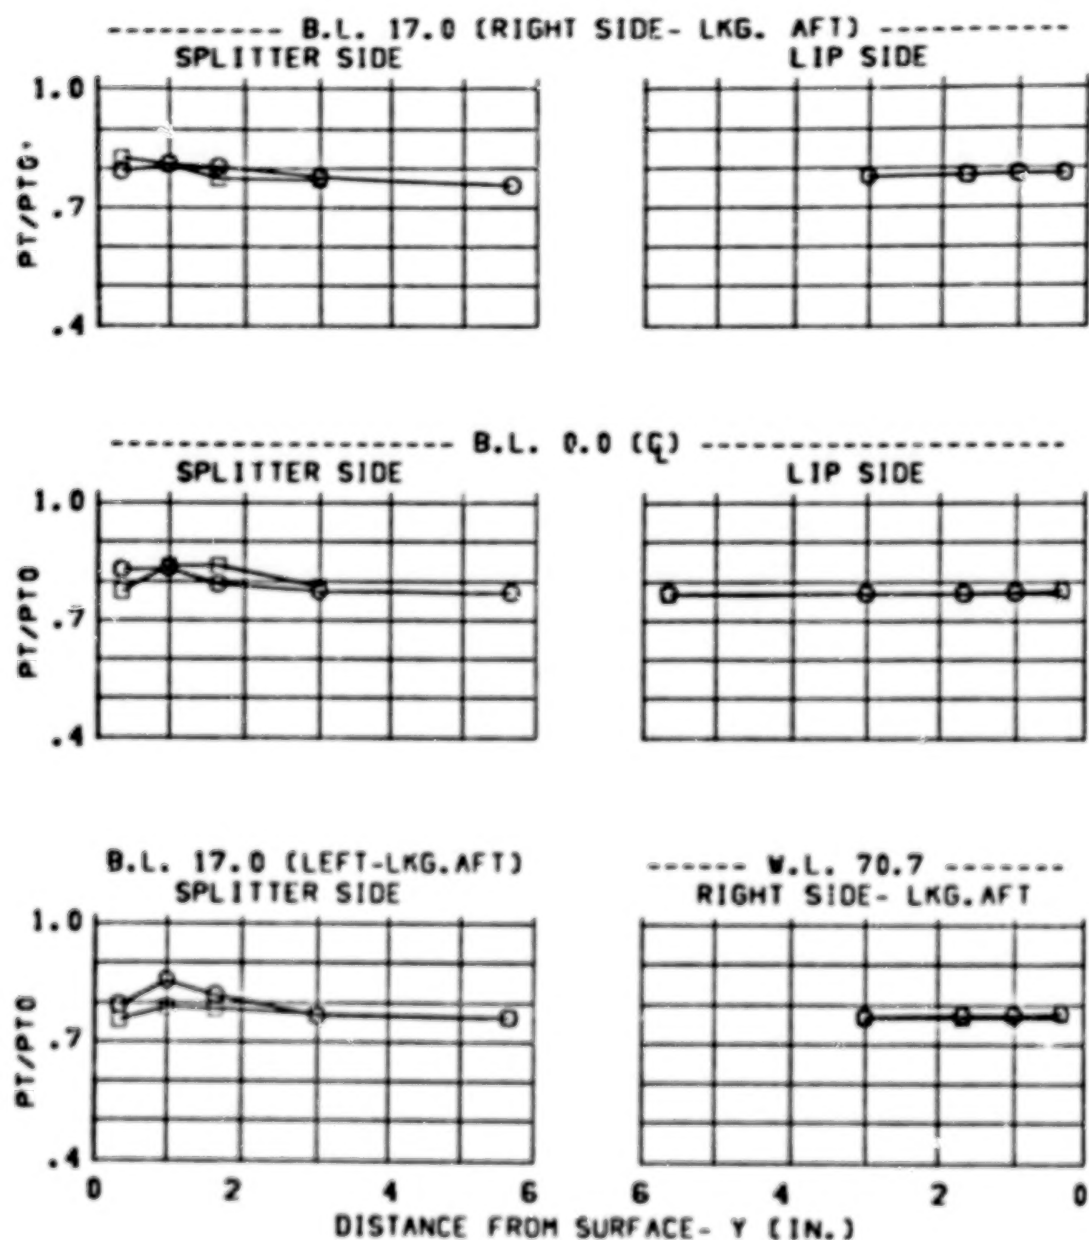 ---------- B.L. 17.0 (RIGHT SIDE- LKG. AFT) ----------
SPLITTER SIDE LIP SIDE
1.0
PT/PTO
.7
.4
------------------ B.L. 0.0 (℄) -------------------
SPLITTER SIDE LIP SIDE
1.0
PT/PTO
.7
.4
B.L. 17.0 (LEFT-LKG.AFT) ------ W.L. 70.7 -------
SPLITTER SIDE RIGHT SIDE- LKG.AFT
1.0
PT/PTO
.7
.4
0 2 4 6 6 4 2 0
DISTANCE FROM SURFACE- Y (IN.)